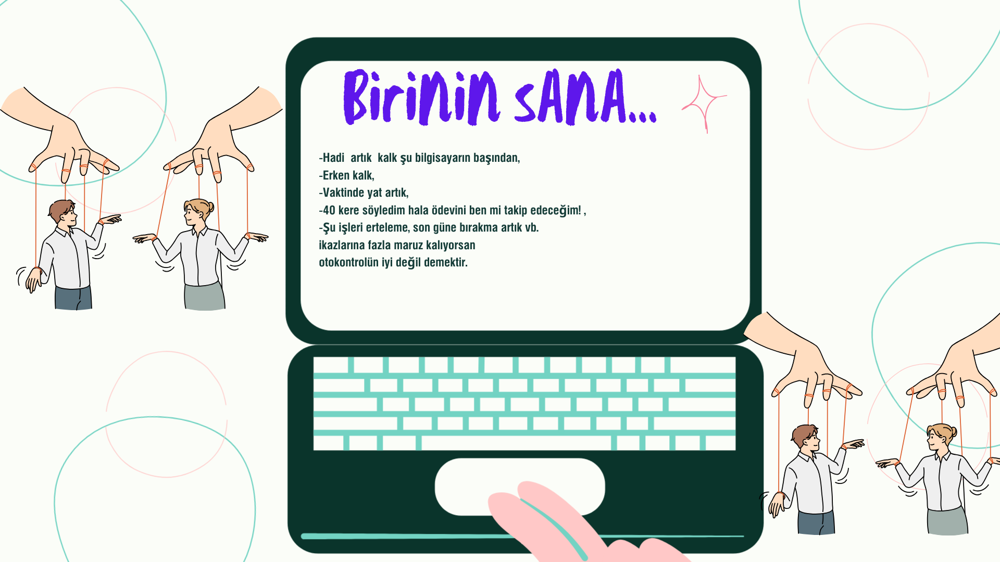 BiriNiN sANA...
-Hadi  artık  kalk şu bilgisayarın başından,
-Erken kalk,
-Vaktinde yat artık,
-40 kere söyledim hala ödevini ben mi takip edeceğim! ,
-Şu işleri erteleme, son güne bırakma artık vb.
ikazlarına fazla maruz kalıyorsan
otokontrolün iyi değil demektir.